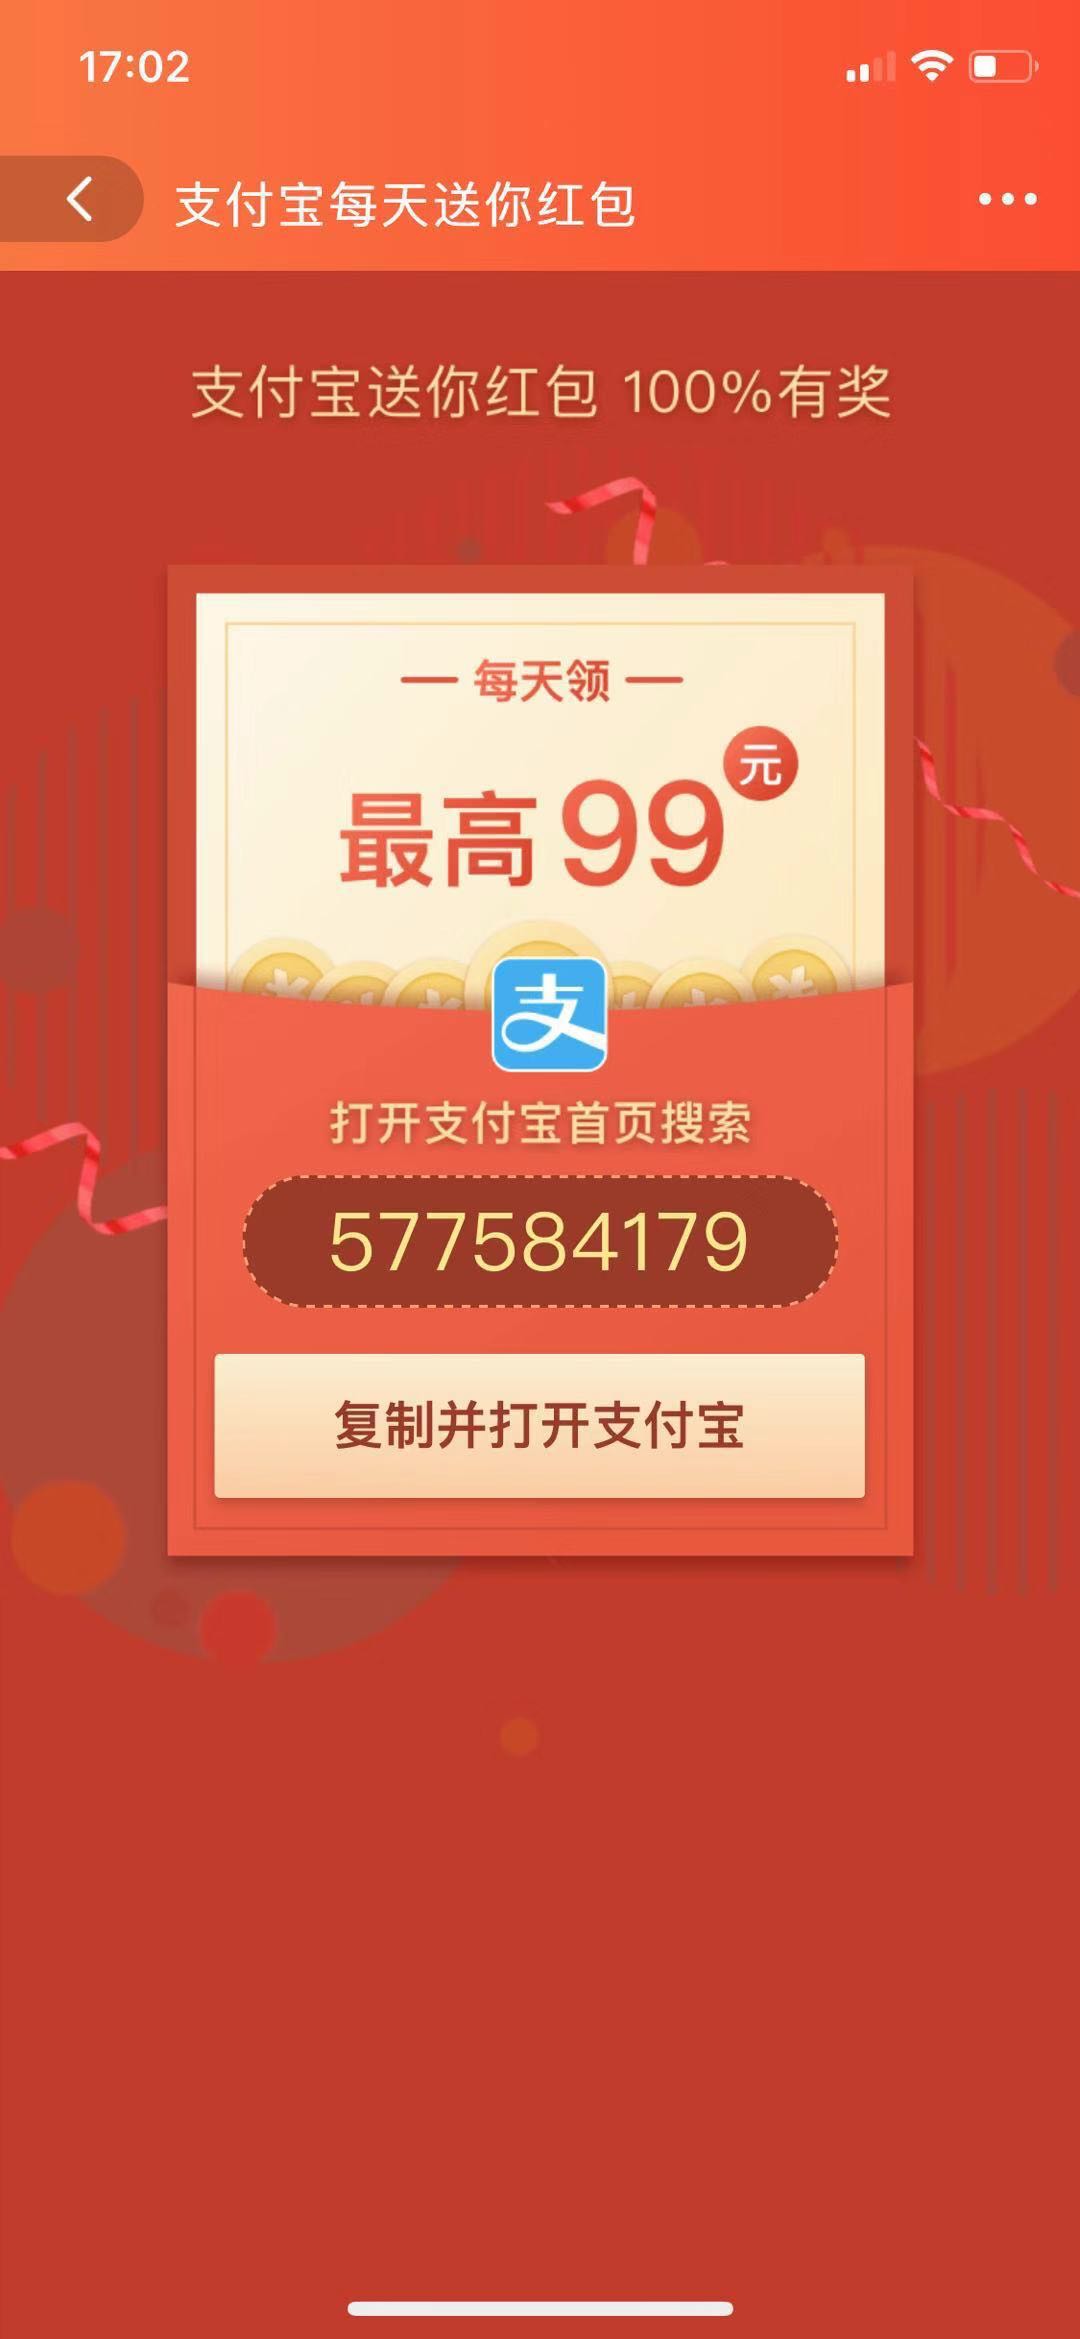 17:02
支付宝每天送你红包
支付宝送你红包 100%有奖
每天领
最高99元
支
打开支付宝首页搜索
577584179
复制并打开支付宝